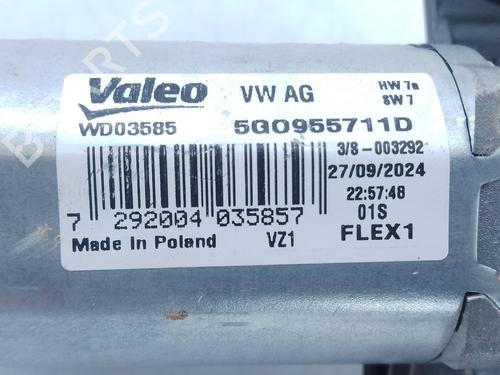 Valeo VW AG HW 7a
SW 7
WD03585 5G0955711D
3/8-003292
27/09/2024
22:57:48
7 292004 035857 01S
Made in Poland VZ1 FLEX1